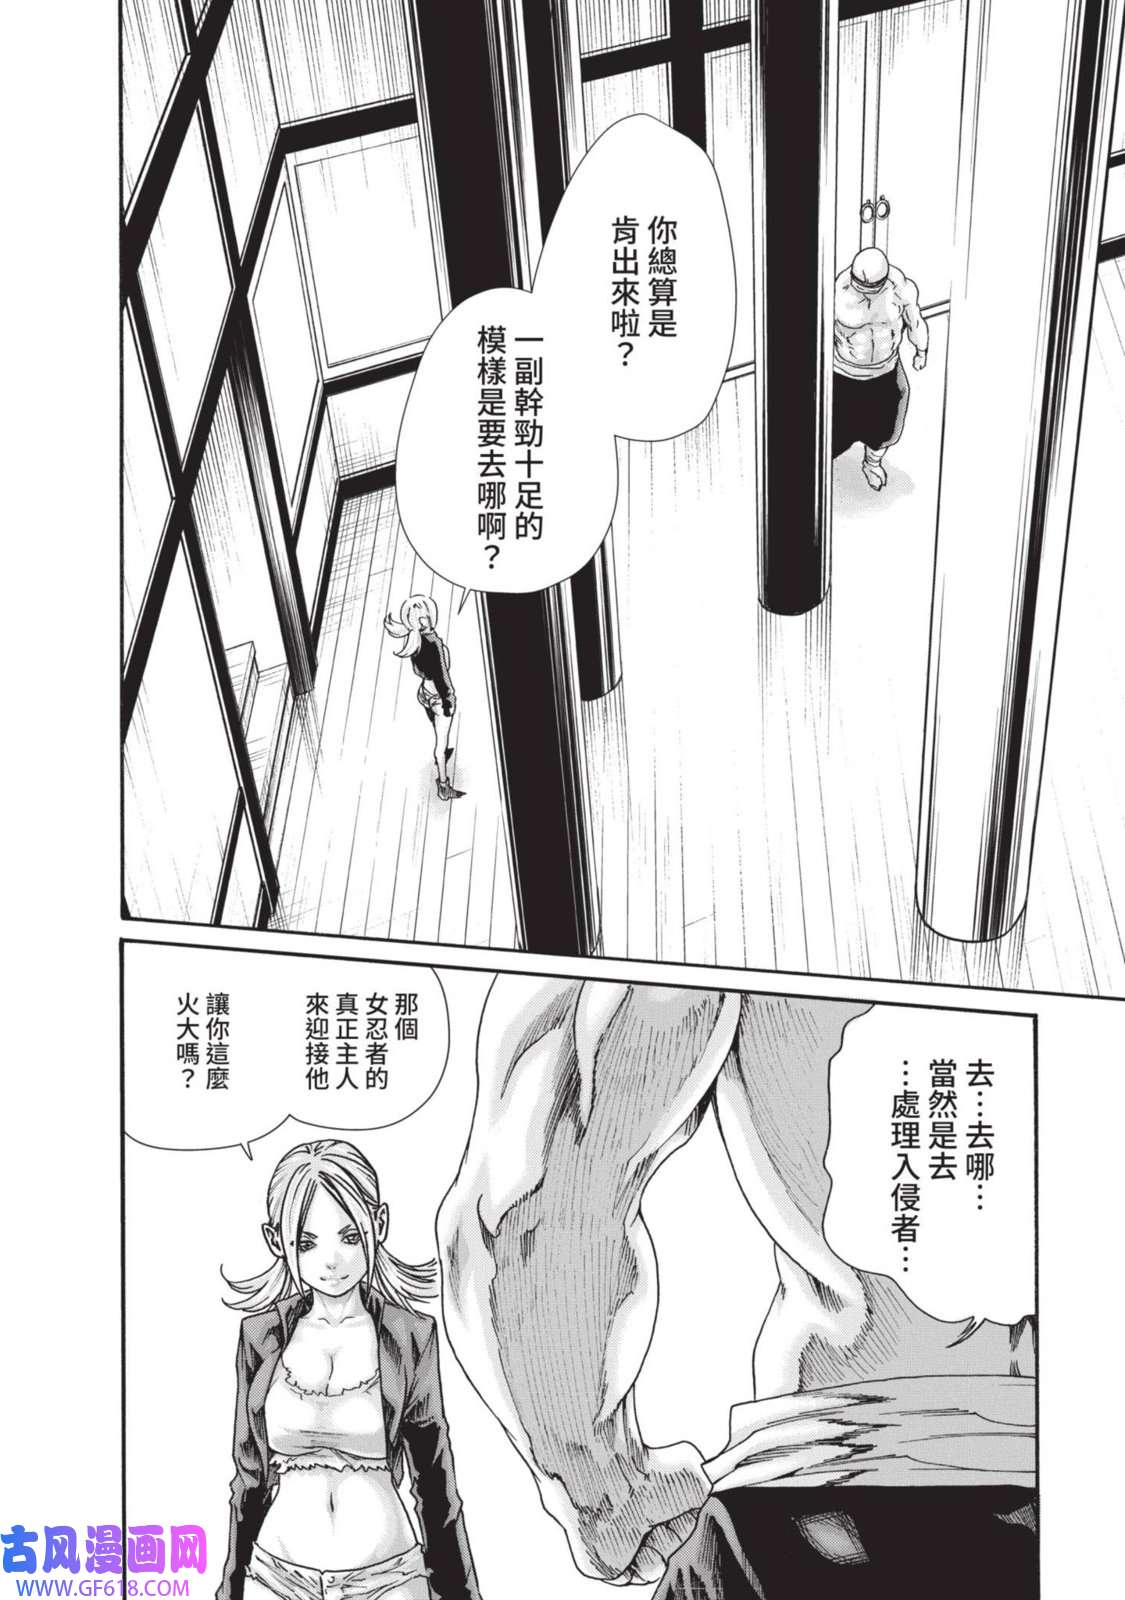 你總算是
肯出來啦？
一副幹勁十足的
模樣是要去哪啊？
去…去哪…
當然是去
…處理入侵者…
那個
女忍者的
真正主人
來迎接他
讓你這麼
火大嗎？
古风漫画网
WWW.GF618.COM